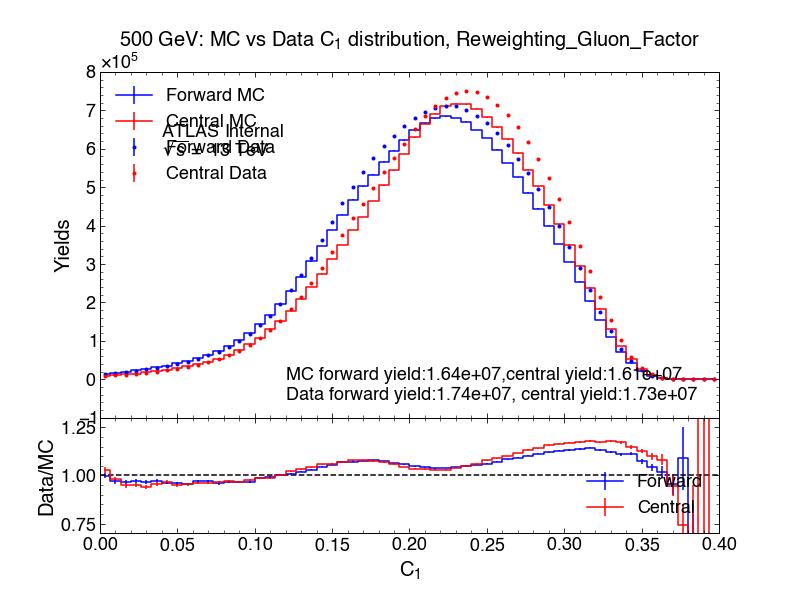 500 GeV: MC vs Data C₁ distribution, Reweighting_Gluon_Factor
×10⁵
8
7
6
5
4
3
2
1
0
−1
Yields
Forward MC
Central MC
ATLAS Internal
√s = 13 TeV
Forward Data
Central Data
MC forward yield:1.64e+07,central yield:1.61e+07
Data forward yield:1.74e+07, central yield:1.73e+07
1.25
1.00
0.75
Data/MC
Forward
Central
0.00 0.05 0.10 0.15 0.20 0.25 0.30 0.35 0.40
C₁